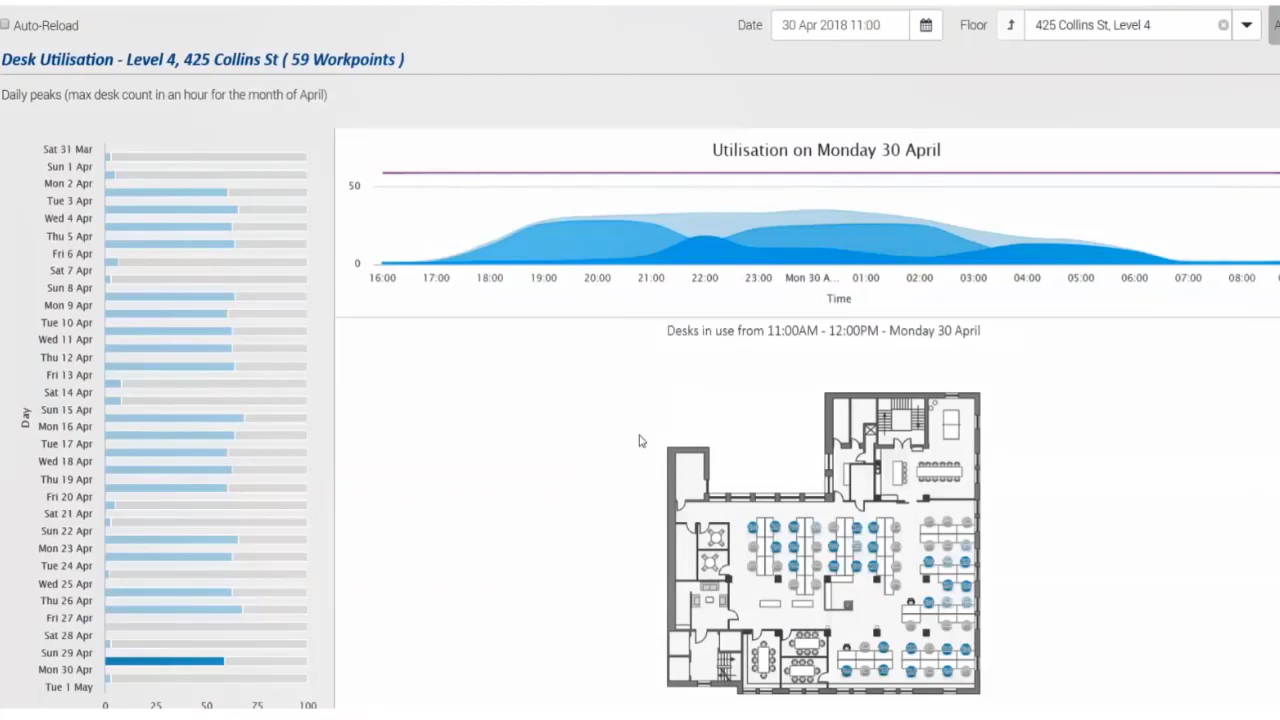 Auto-Reload
Date 30 Apr 2018 11:00 Floor 425 Collins St, Level 4
Desk Utilisation - Level 4, 425 Collins St ( 59 Workpoints )
Daily peaks (max desk count in an hour for the month of April)
Sat 31 Mar
Sun 1 Apr
Mon 2 Apr
Tue 3 Apr
Wed 4 Apr
Thu 5 Apr
Fri 6 Apr
Sat 7 Apr
Sun 8 Apr
Mon 9 Apr
Tue 10 Apr
Wed 11 Apr
Thu 12 Apr
Fri 13 Apr
Sat 14 Apr
Sun 15 Apr
Mon 16 Apr
Tue 17 Apr
Wed 18 Apr
Thu 19 Apr
Fri 20 Apr
Sat 21 Apr
Sun 22 Apr
Mon 23 Apr
Tue 24 Apr
Wed 25 Apr
Thu 26 Apr
Fri 27 Apr
Sat 28 Apr
Sun 29 Apr
Mon 30 Apr
Tue 1 May
Day
0 25 50 75 100
Utilisation on Monday 30 April
50
0
16:00 17:00 18:00 19:00 20:00 21:00 22:00 23:00 Mon 30 A... 01:00 02:00 03:00 04:00 05:00 06:00 07:00 08:00
Time
Desks in use from 11:00AM - 12:00PM - Monday 30 April